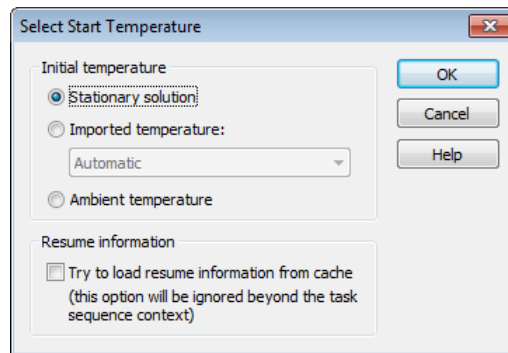 Select Start Temperature
Initial temperature
Stationary solution
Imported temperature:
Automatic
Ambient temperature
Resume information
Try to load resume information from cache
(this option will be ignored beyond the task
sequence context)
OK
Cancel
Help